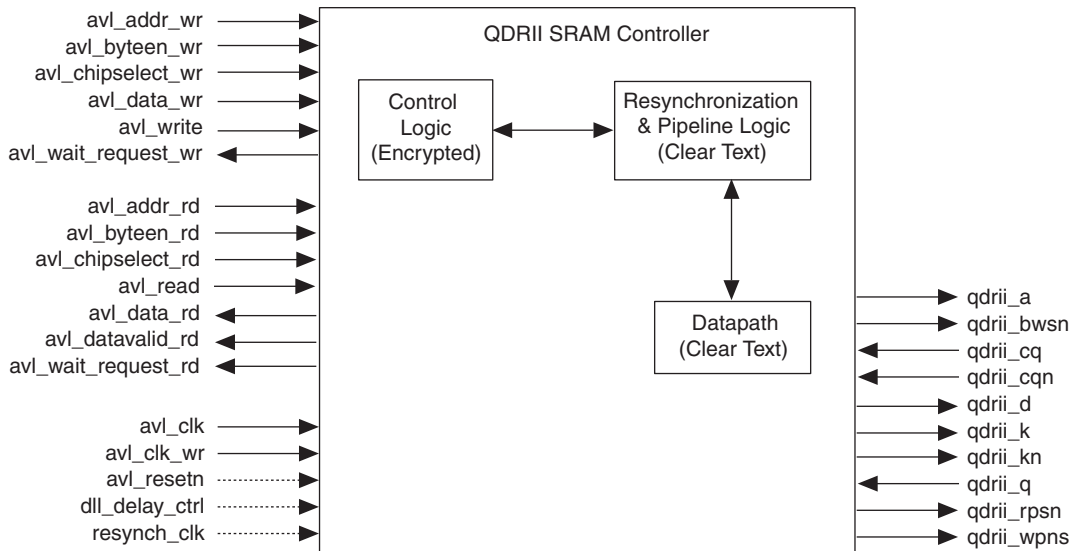 avl_addr_wr
avl_byteen_wr
avl_chipselect_wr
avl_data_wr
avl_write
avl_wait_request_wr
avl_addr_rd
avl_byteen_rd
avl_chipselect_rd
avl_read
avl_data_rd
avl_datavalid_rd
avl_wait_request_rd
avl_clk
avl_clk_wr
avl_resetn
dll_delay_ctrl
resynch_clk
QDRII SRAM Controller
Control
Logic
(Encrypted)
Resynchronization
& Pipeline Logic
(Clear Text)
Datapath
(Clear Text)
qdrii_a
qdrii_bwsn
qdrii_cq
qdrii_cqn
qdrii_d
qdrii_k
qdrii_kn
qdrii_q
qdrii_rpsn
qdrii_wpns